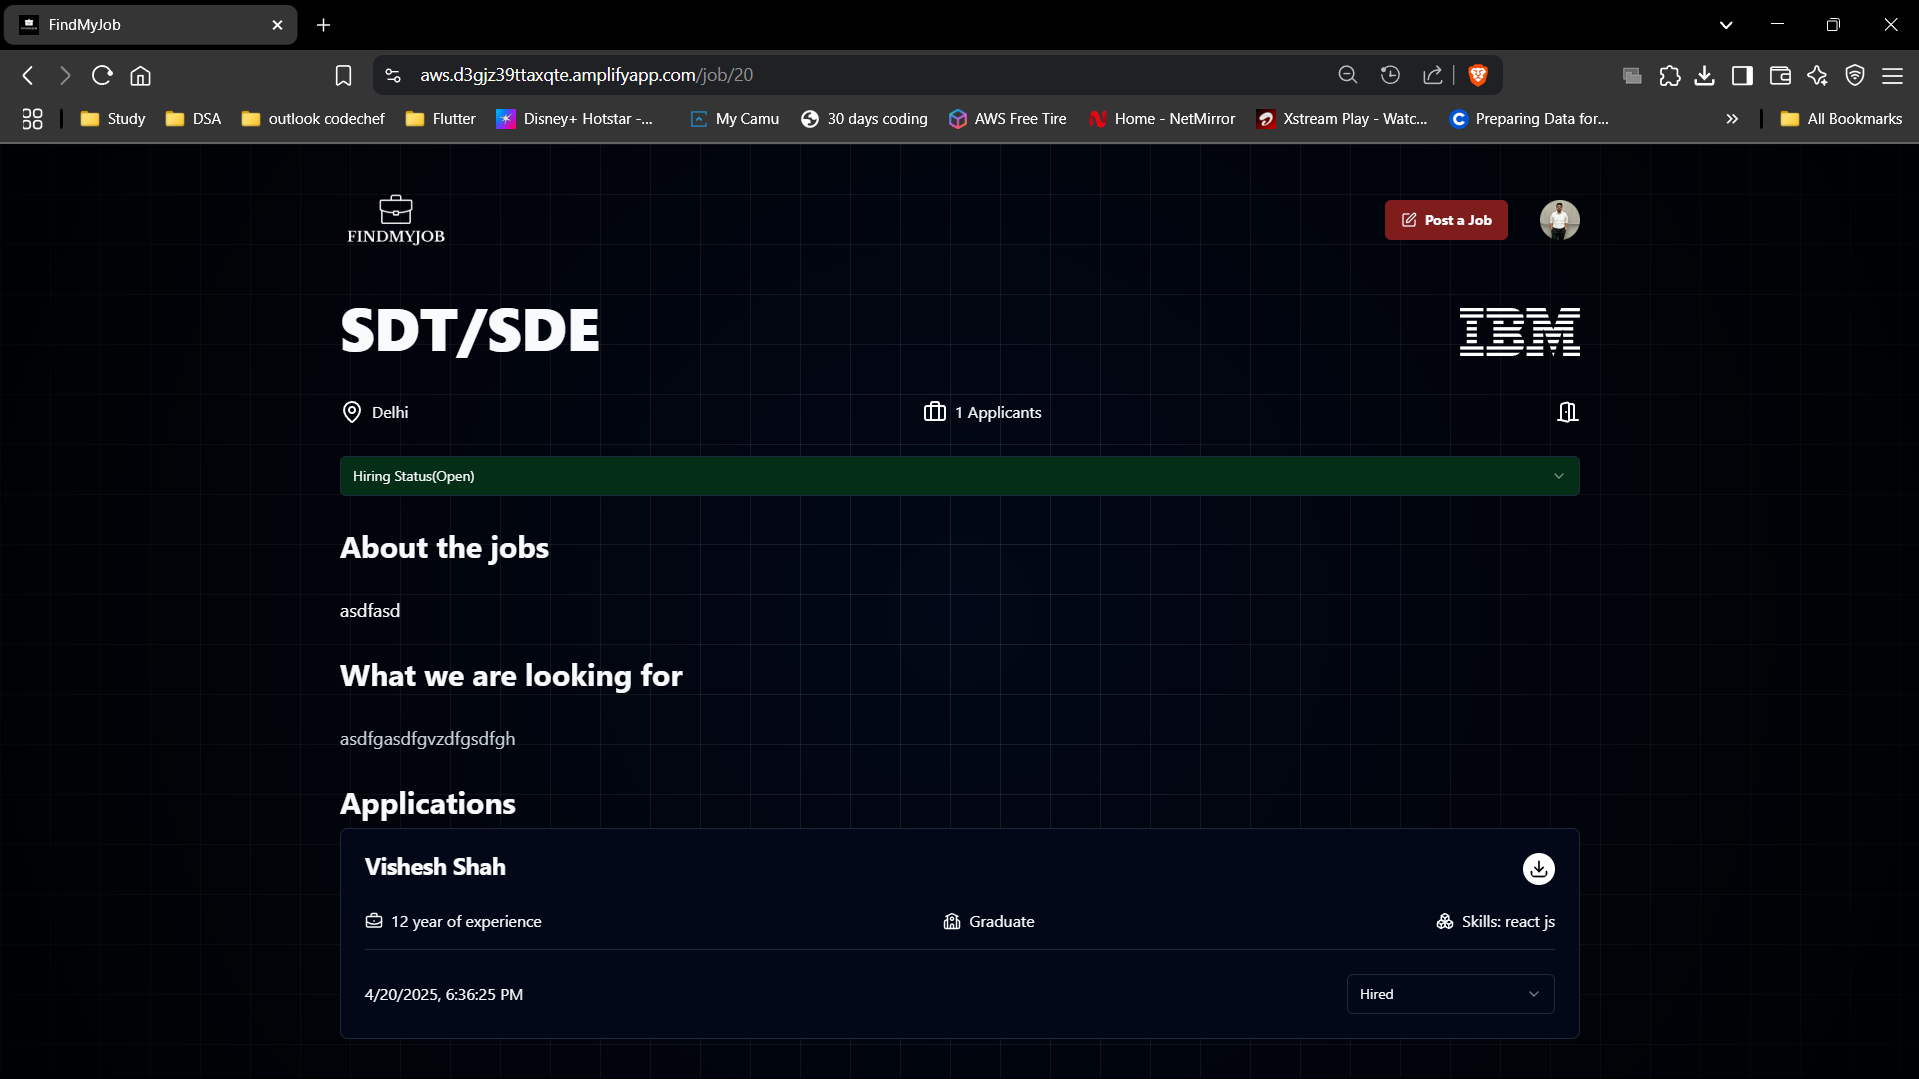 FindMyJob
aws.d3gjz39ttaxqte.amplifyapp.com/job/20
Study
DSA
outlook codechef
Flutter
Disney+ Hotstar -...
My Camu
30 days coding
AWS Free Tire
Home - NetMirror
Xstream Play - Watc...
Preparing Data for...
All Bookmarks
FINDMYJOB
Post a Job
SDT/SDE
IBM
Delhi
1 Applicants
Hiring Status(Open)
About the jobs
asdfasd
What we are looking for
asdfgasdfgvzdfgsdfgh
Applications
Vishesh Shah
12 year of experience
Graduate
Skills: react js
4/20/2025, 6:36:25 PM
Hired